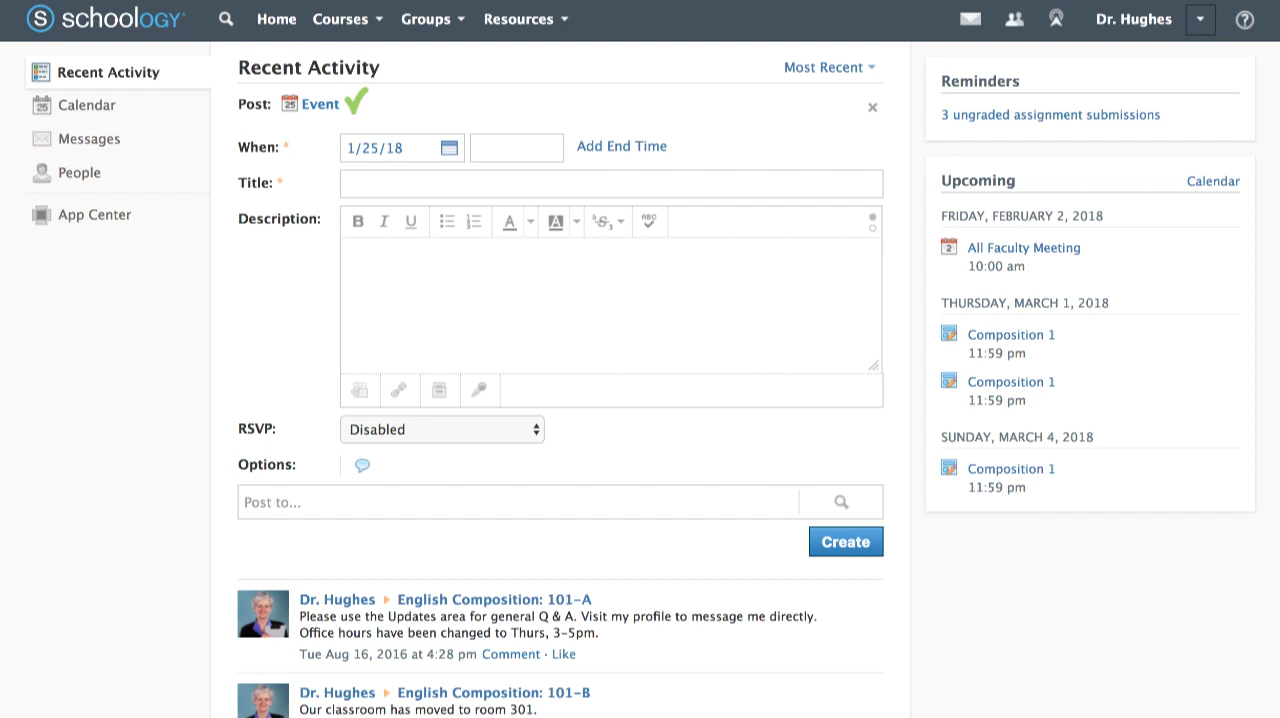 schoology Home Courses Groups Resources Dr. Hughes
Recent Activity
Calendar
Messages
People
App Center
Recent Activity Most Recent
Post: Event
When: * 1/25/18 Add End Time
Title: *
Description: B I U A A S ABC
RSVP: Disabled
Options:
Post to...
Create
Dr. Hughes ▸ English Composition: 101-A
Please use the Updates area for general Q & A. Visit my profile to message me directly.
Office hours have been changed to Thurs, 3-5pm.
Tue Aug 16, 2016 at 4:28 pm Comment · Like
Dr. Hughes ▸ English Composition: 101-B
Our classroom has moved to room 301.
Reminders
3 ungraded assignment submissions
Upcoming Calendar
FRIDAY, FEBRUARY 2, 2018
2 All Faculty Meeting
10:00 am
THURSDAY, MARCH 1, 2018
Composition 1
11:59 pm
Composition 1
11:59 pm
SUNDAY, MARCH 4, 2018
Composition 1
11:59 pm